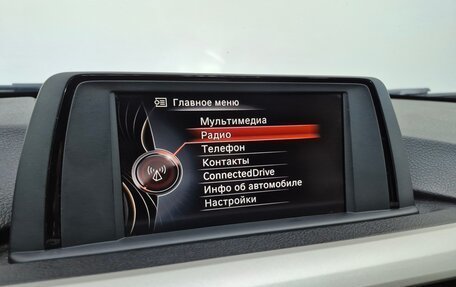 Главное меню
Мультимедиа
Радио
Телефон
Контакты
ConnectedDrive
Инфо об автомобиле
Настройки